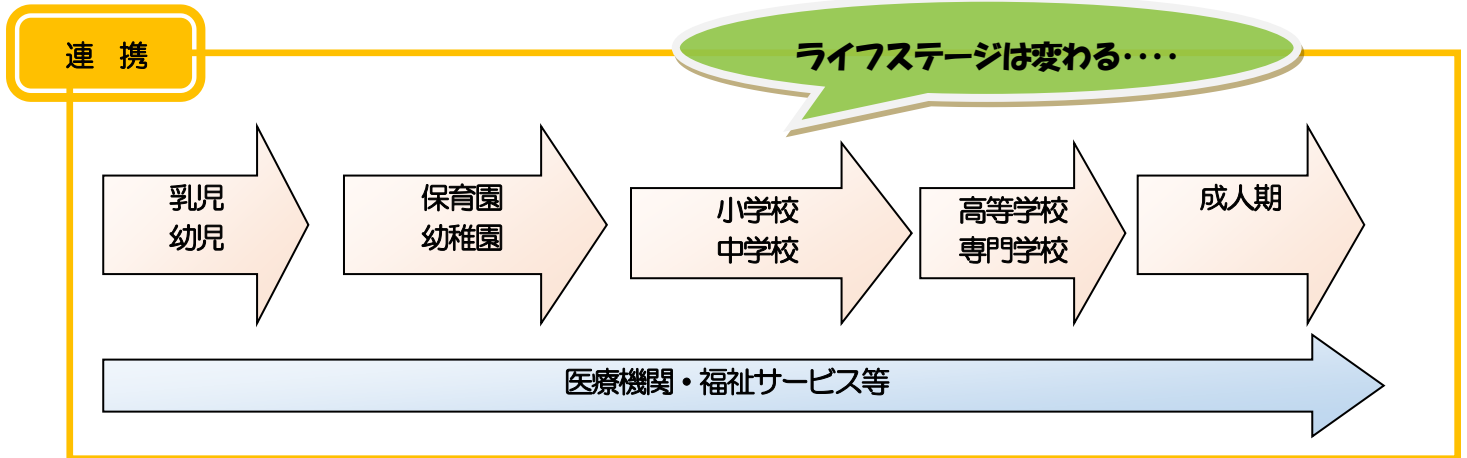 連　携
ライフステージは変わる‥‥
乳児
幼児
保育園
幼稚園
小学校
中学校
高等学校
専門学校
成人期
医療機関・福祉サービス等